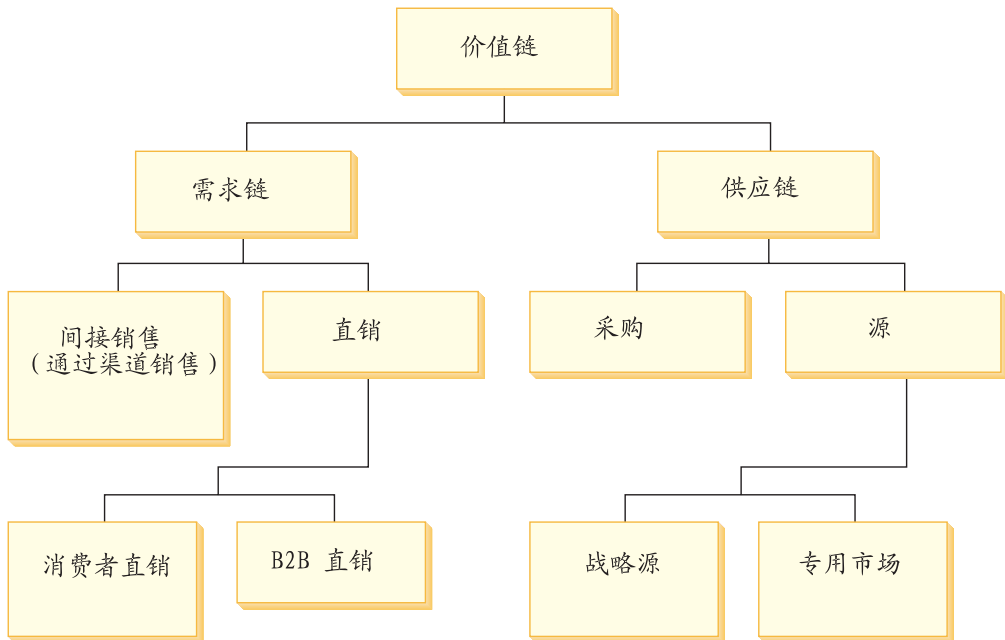 价值链
需求链
供应链
间接销售
（通过渠道销售）
直销
采购
源
消费者直销
B2B 直销
战略源
专用市场